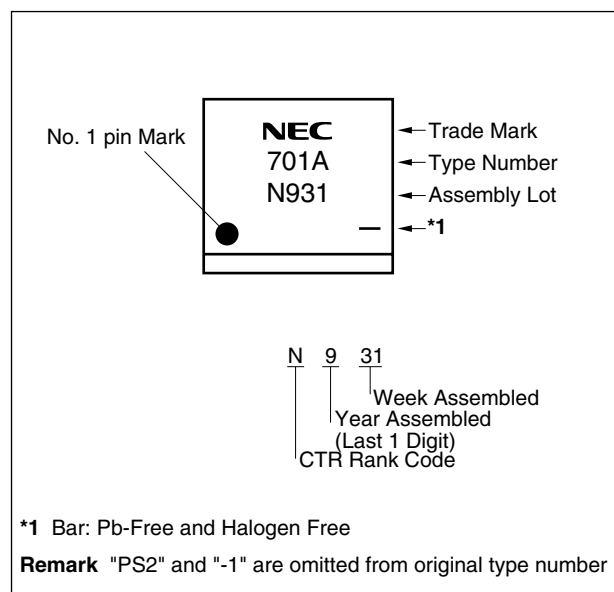 No. 1 pin Mark
NEC
701A
N931
Trade Mark
Type Number
Assembly Lot
*1
N 9 31
Week Assembled
Year Assembled
(Last 1 Digit)
CTR Rank Code
*1 Bar: Pb-Free and Halogen Free
Remark "PS2" and "-1" are omitted from original type number